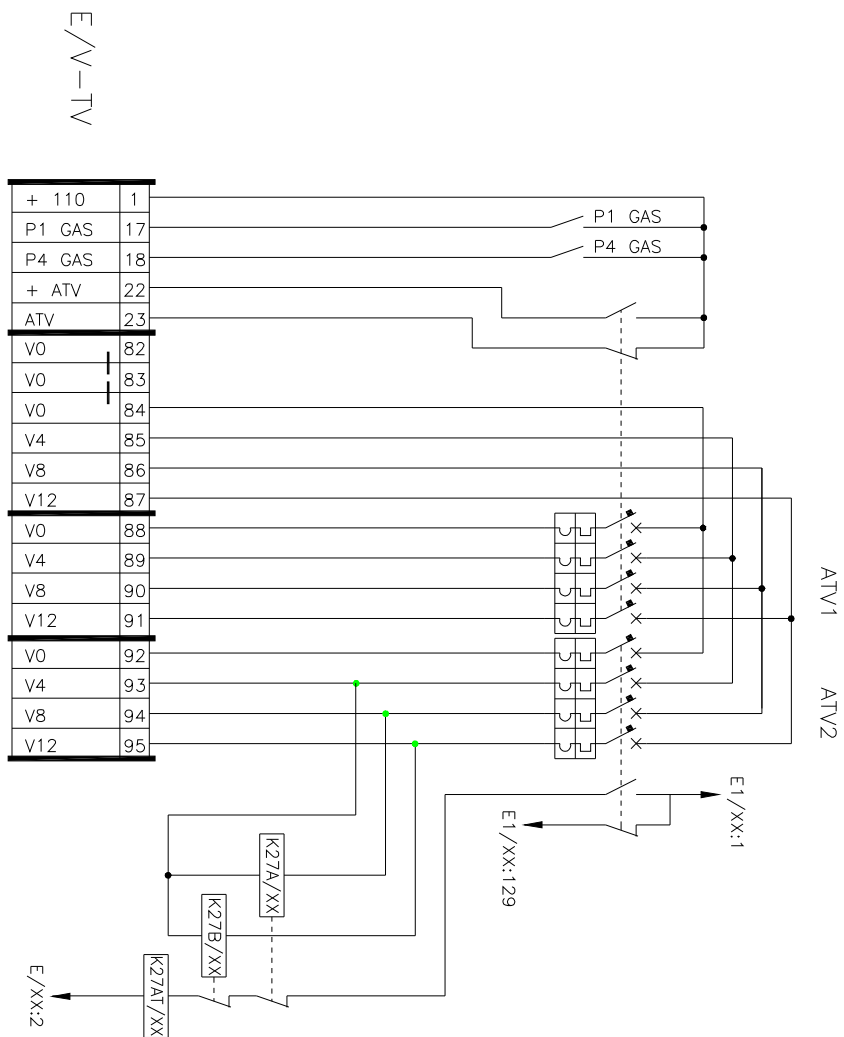 E/V-TV
+ 110 1
P1 GAS 17
P4 GAS 18
+ ATV 22
ATV 23
V0 82
V0 83
V0 84
V4 85
V8 86
V12 87
V0 88
V4 89
V8 90
V12 91
V0 92
V4 93
V8 94
V12 95
P1 GAS
P4 GAS
ATV1
ATV2
E1/XX:1
E1/XX:129
K27A/XX
K27B/XX
K27AT/XX
E/XX:2